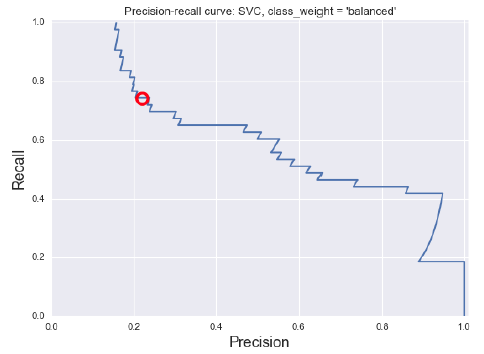 Precision-recall curve: SVC, class_weight = 'balanced'
1.0
0.8
0.6
0.4
0.2
0.0
Recall
0.0 0.2 0.4 0.6 0.8 1.0
Precision